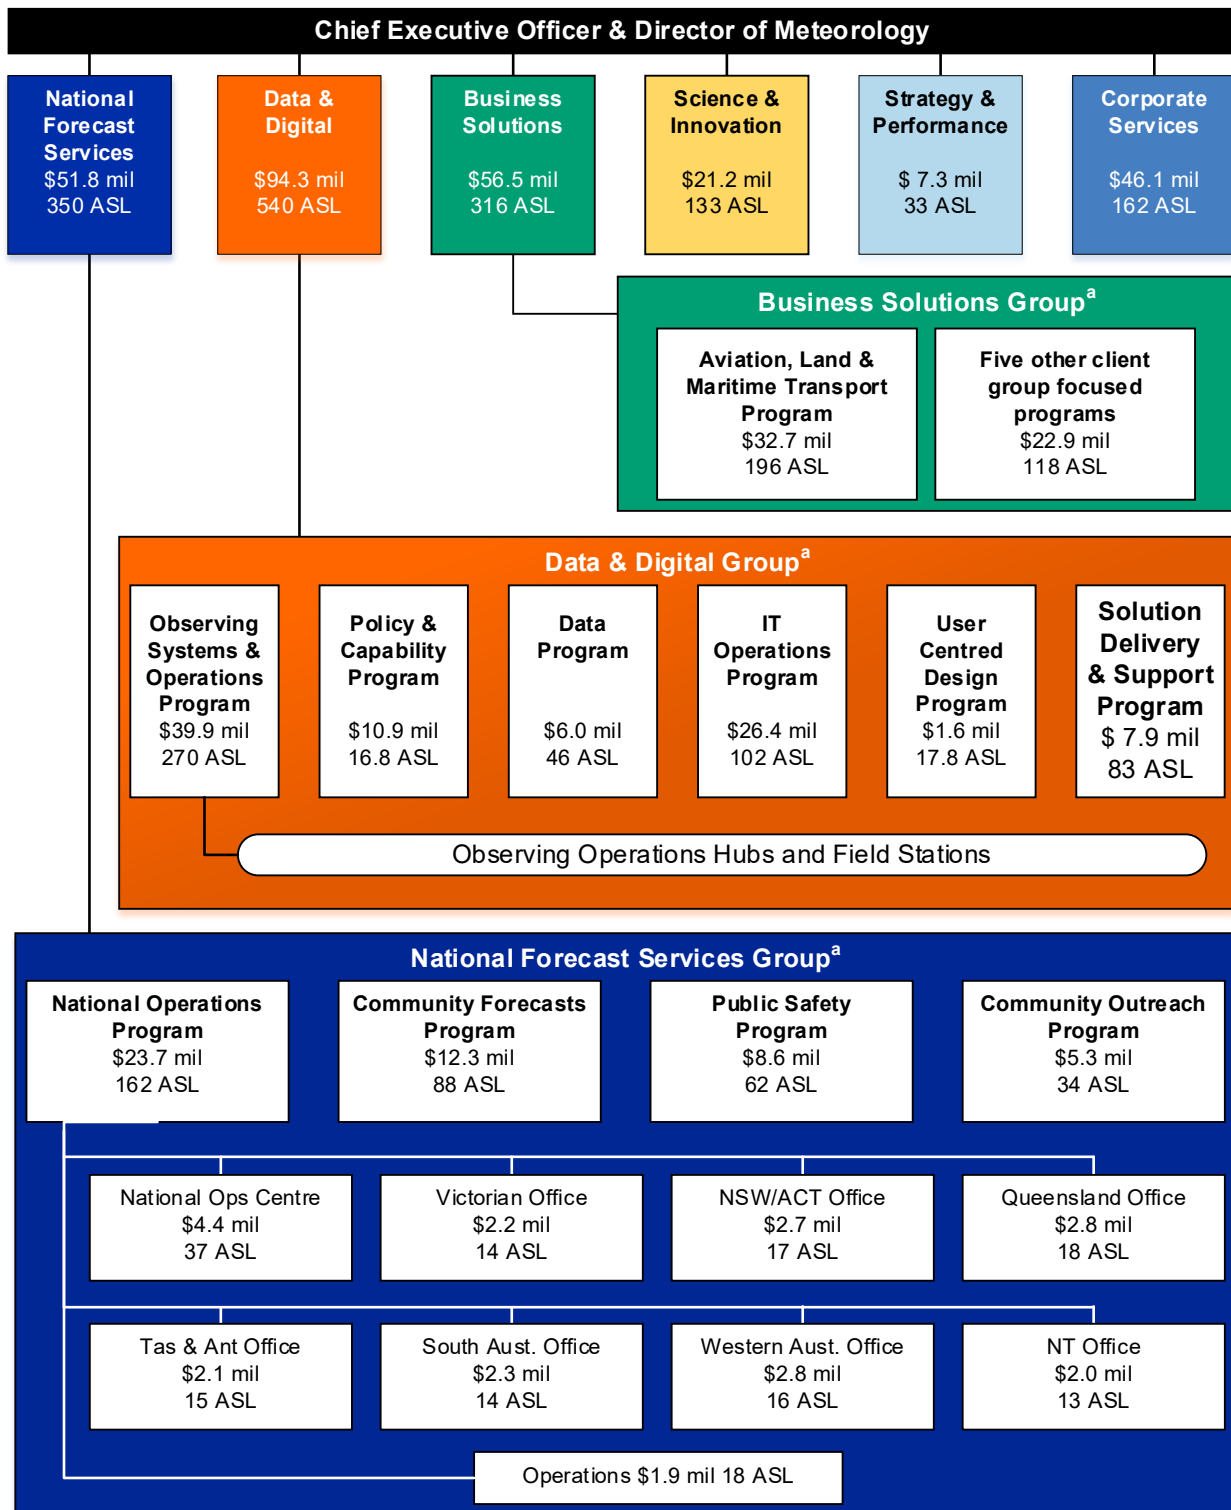 Chief Executive Officer & Director of Meteorology
National
Forecast
Services
$51.8 mil
350 ASL
Data &
Digital
$94.3 mil
540 ASL
Business
Solutions
$56.5 mil
316 ASL
Science &
Innovation
$21.2 mil
133 ASL
Strategy &
Performance
$ 7.3 mil
33 ASL
Corporate
Services
$46.1 mil
162 ASL
Business Solutions Groupᵃ
Aviation, Land &
Maritime Transport
Program
$32.7 mil
196 ASL
Five other client
group focused
programs
$22.9 mil
118 ASL
Data & Digital Groupᵃ
Observing
Systems &
Operations
Program
$39.9 mil
270 ASL
Policy &
Capability
Program
$10.9 mil
16.8 ASL
Data
Program
$6.0 mil
46 ASL
IT
Operations
Program
$26.4 mil
102 ASL
User
Centred
Design
Program
$1.6 mil
17.8 ASL
Solution
Delivery
& Support
Program
$ 7.9 mil
83 ASL
Observing Operations Hubs and Field Stations
National Forecast Services Groupᵃ
National Operations
Program
$23.7 mil
162 ASL
Community Forecasts
Program
$12.3 mil
88 ASL
Public Safety
Program
$8.6 mil
62 ASL
Community Outreach
Program
$5.3 mil
34 ASL
National Ops Centre
$4.4 mil
37 ASL
Victorian Office
$2.2 mil
14 ASL
NSW/ACT Office
$2.7 mil
17 ASL
Queensland Office
$2.8 mil
18 ASL
Tas & Ant Office
$2.1 mil
15 ASL
South Aust. Office
$2.3 mil
14 ASL
Western Aust. Office
$2.8 mil
16 ASL
NT Office
$2.0 mil
13 ASL
Operations $1.9 mil 18 ASL